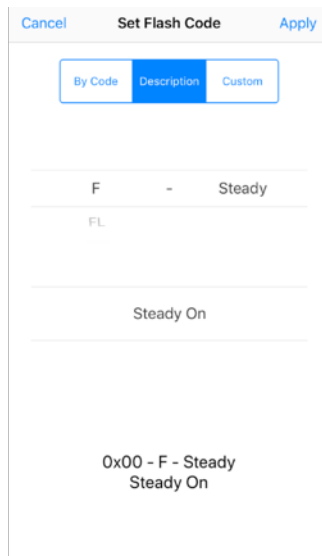 Cancel Set Flash Code Apply
By Code Description Custom
F - Steady
FL
Steady On
0x00 - F - Steady
Steady On